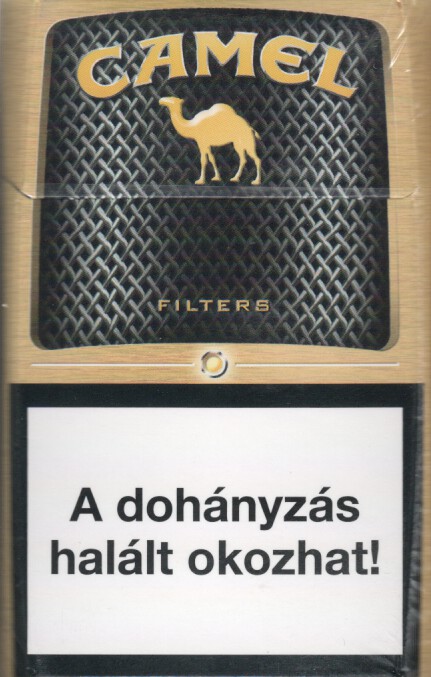 CAMEL
FILTERS
A dohányzás
halált okozhat!